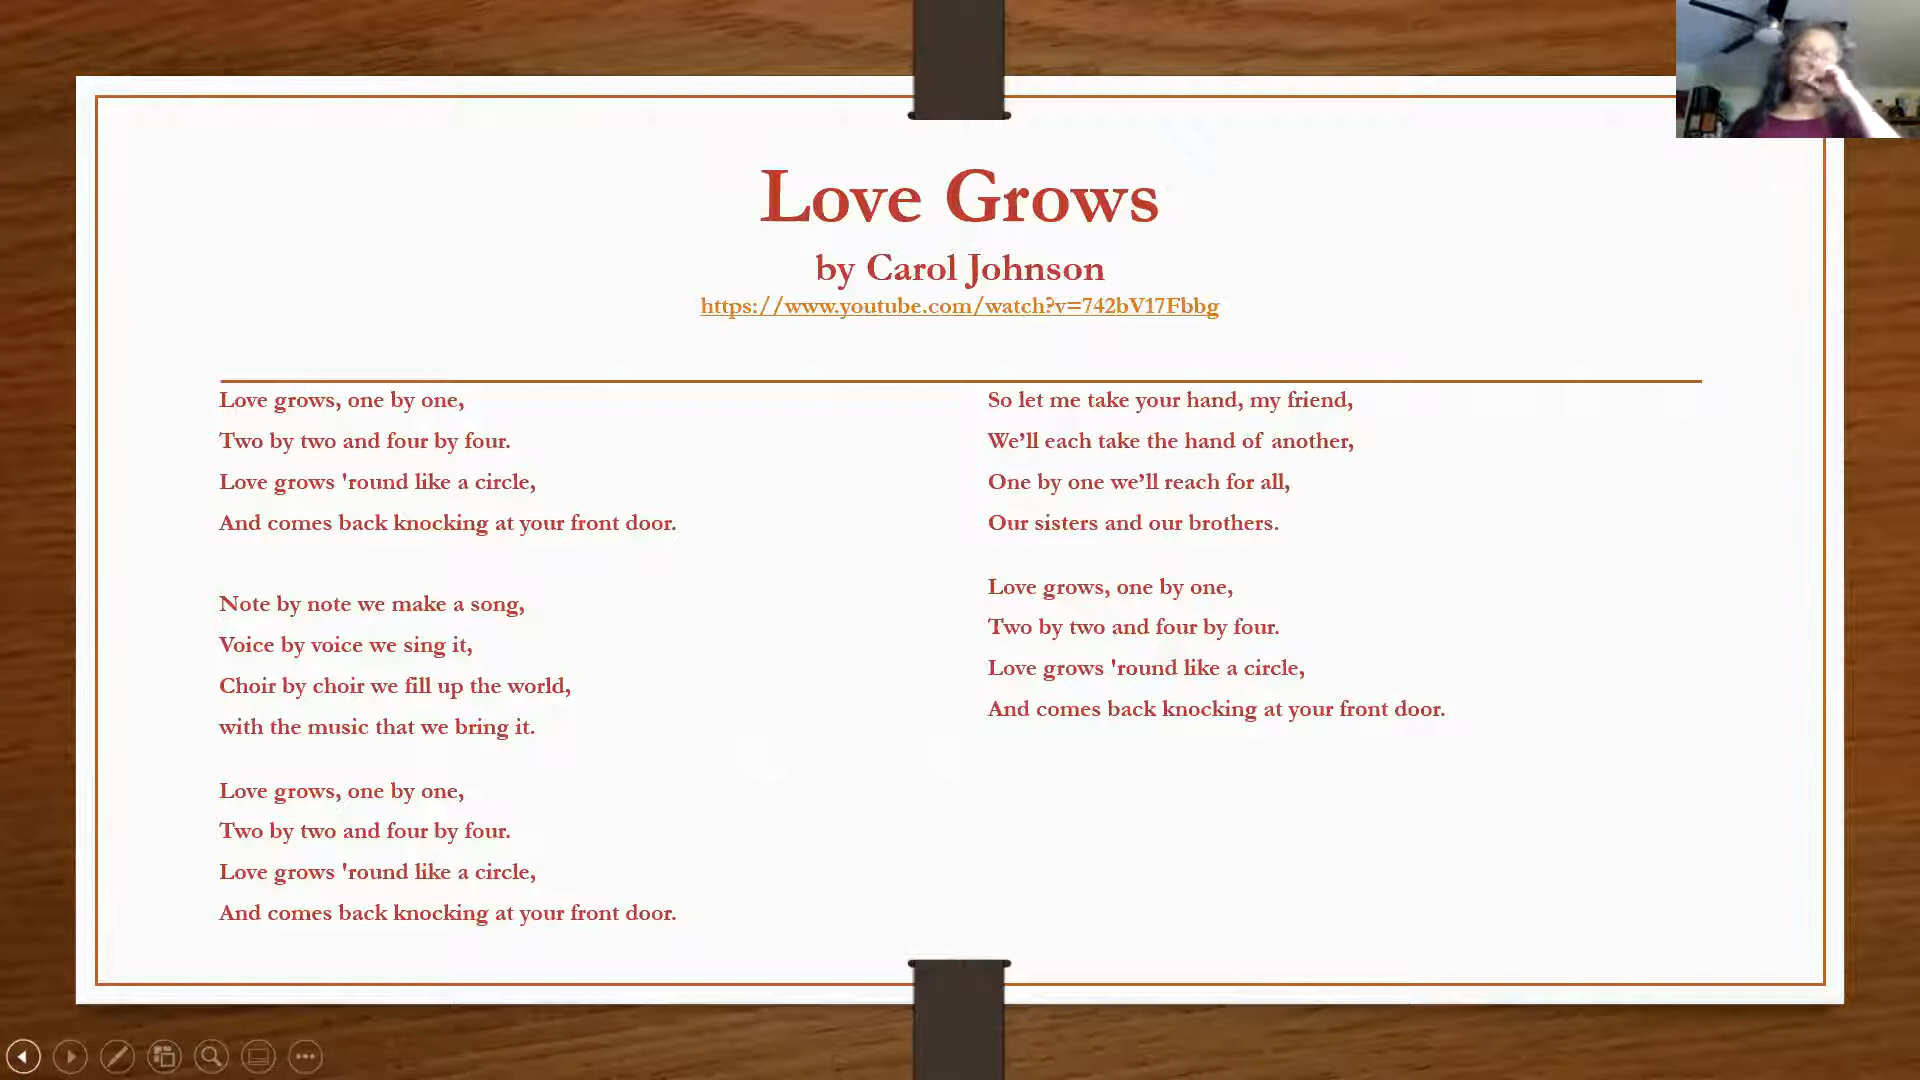 Love Grows
by Carol Johnson
https://www.youtube.com/watch?v=742bV17Fbbg
Love grows, one by one,
Two by two and four by four.
Love grows 'round like a circle,
And comes back knocking at your front door.
Note by note we make a song,
Voice by voice we sing it,
Choir by choir we fill up the world,
with the music that we bring it.
Love grows, one by one,
Two by two and four by four.
Love grows 'round like a circle,
And comes back knocking at your front door.
So let me take your hand, my friend,
We’ll each take the hand of another,
One by one we’ll reach for all,
Our sisters and our brothers.
Love grows, one by one,
Two by two and four by four.
Love grows 'round like a circle,
And comes back knocking at your front door.